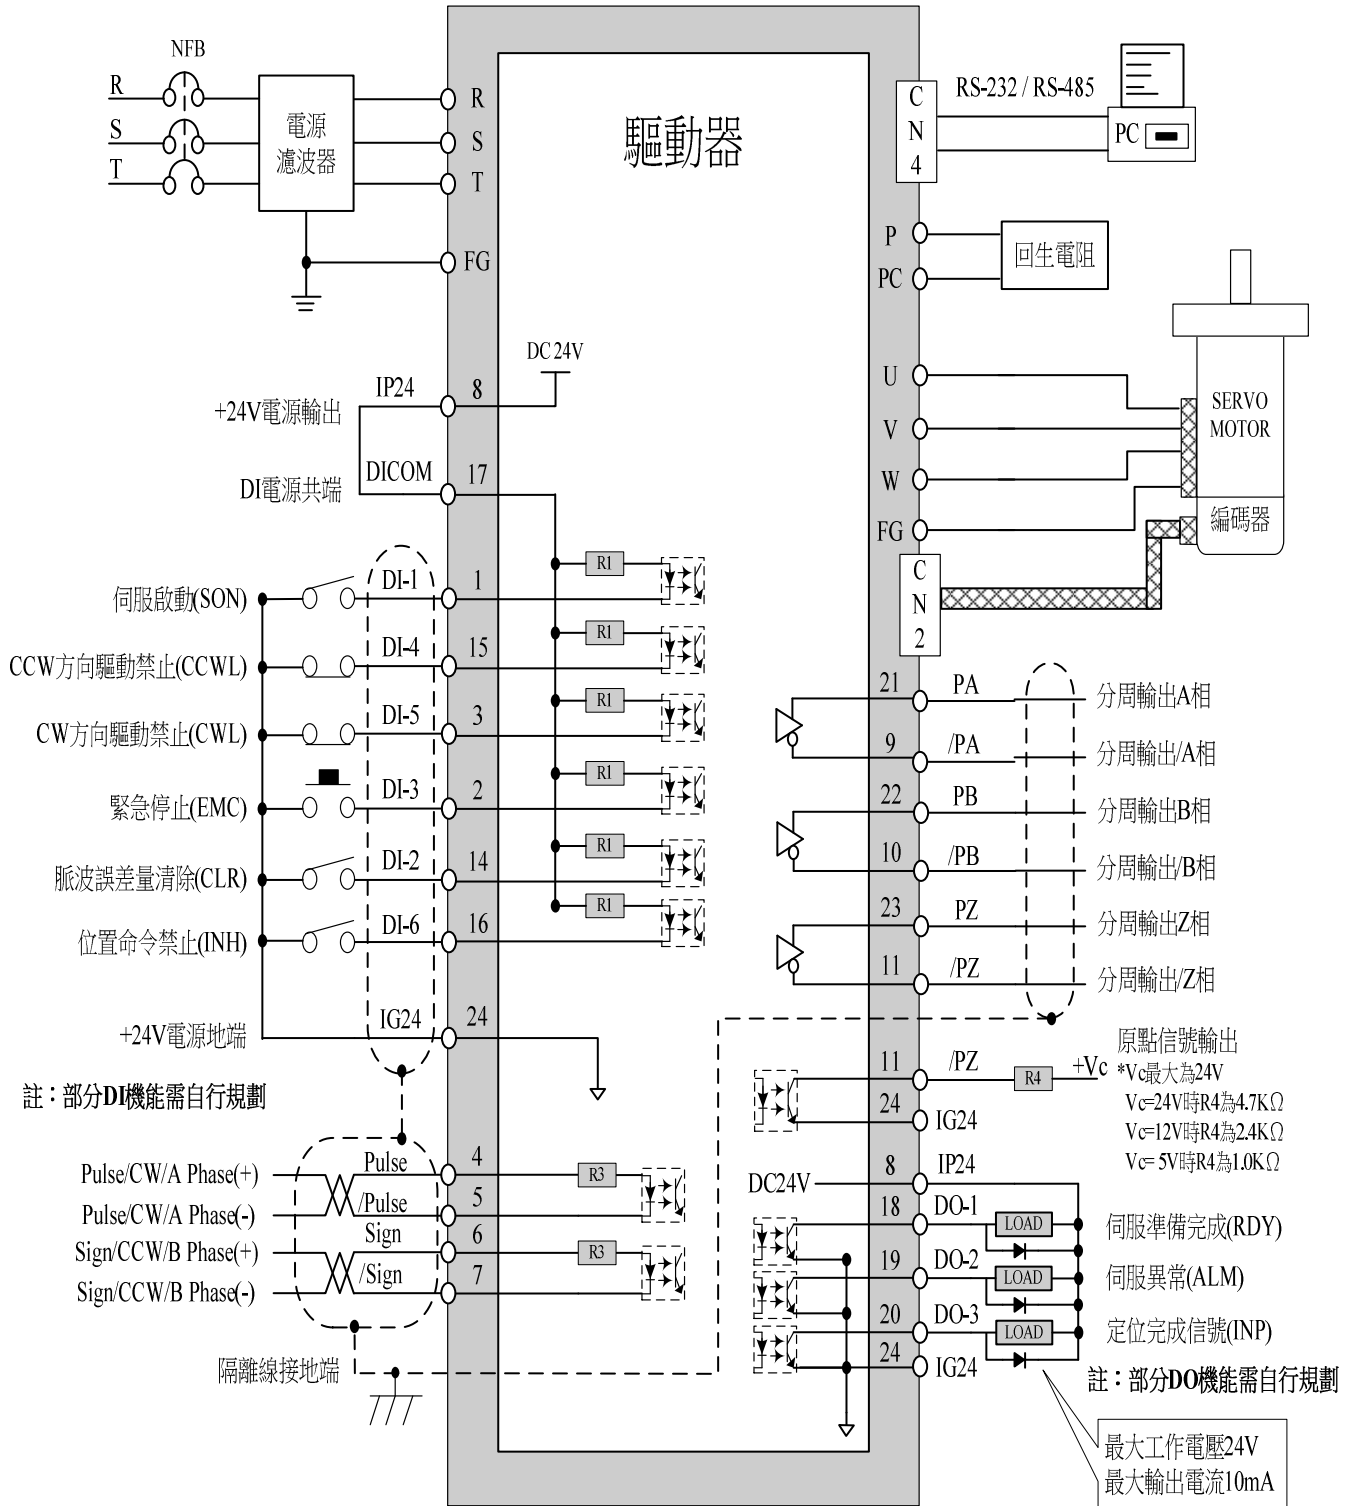 NFB
R
S
T
電源
濾波器
R
S
T
FG
驅動器
C
N
4
RS-232 / RS-485
PC
P
PC
回生電阻
DC 24V
IP24
8
+24V電源輸出
DICOM
17
DI電源共端
U
V
W
FG
SERVO
MOTOR
編碼器
C
N
2
伺服啟動(SON)
DI-1
1
R1
CCW方向驅動禁止(CCWL)
DI-4
15
R1
CW方向驅動禁止(CWL)
DI-5
3
R1
緊急停止(EMC)
DI-3
2
R1
脈波誤差量清除(CLR)
DI-2
14
R1
位置命令禁止(INH)
DI-6
16
R1
+24V電源地端
IG24
24
註：部分DI機能需自行規劃
21
PA
分周輸出A相
9
/PA
分周輸出/A相
22
PB
分周輸出B相
10
/PB
分周輸出/B相
23
PZ
分周輸出Z相
11
/PZ
分周輸出/Z相
11
/PZ
R4
+Vc
24
IG24
原點信號輸出
*Vc最大為24V
Vc=24V時R4為4.7KΩ
Vc=12V時R4為2.4KΩ
Vc= 5V時R4為1.0KΩ
Pulse/CW/A Phase(+)
Pulse
4
R3
Pulse/CW/A Phase(-)
/Pulse
5
Sign/CCW/B Phase(+)
Sign
6
R3
Sign/CCW/B Phase(-)
/Sign
7
隔離線接地端
DC24V
8
IP24
18
DO-1
LOAD
伺服準備完成(RDY)
19
DO-2
LOAD
伺服異常(ALM)
20
DO-3
LOAD
定位完成信號(INP)
24
IG24
註：部分DO機能需自行規劃
最大工作電壓24V
最大輸出電流10mA